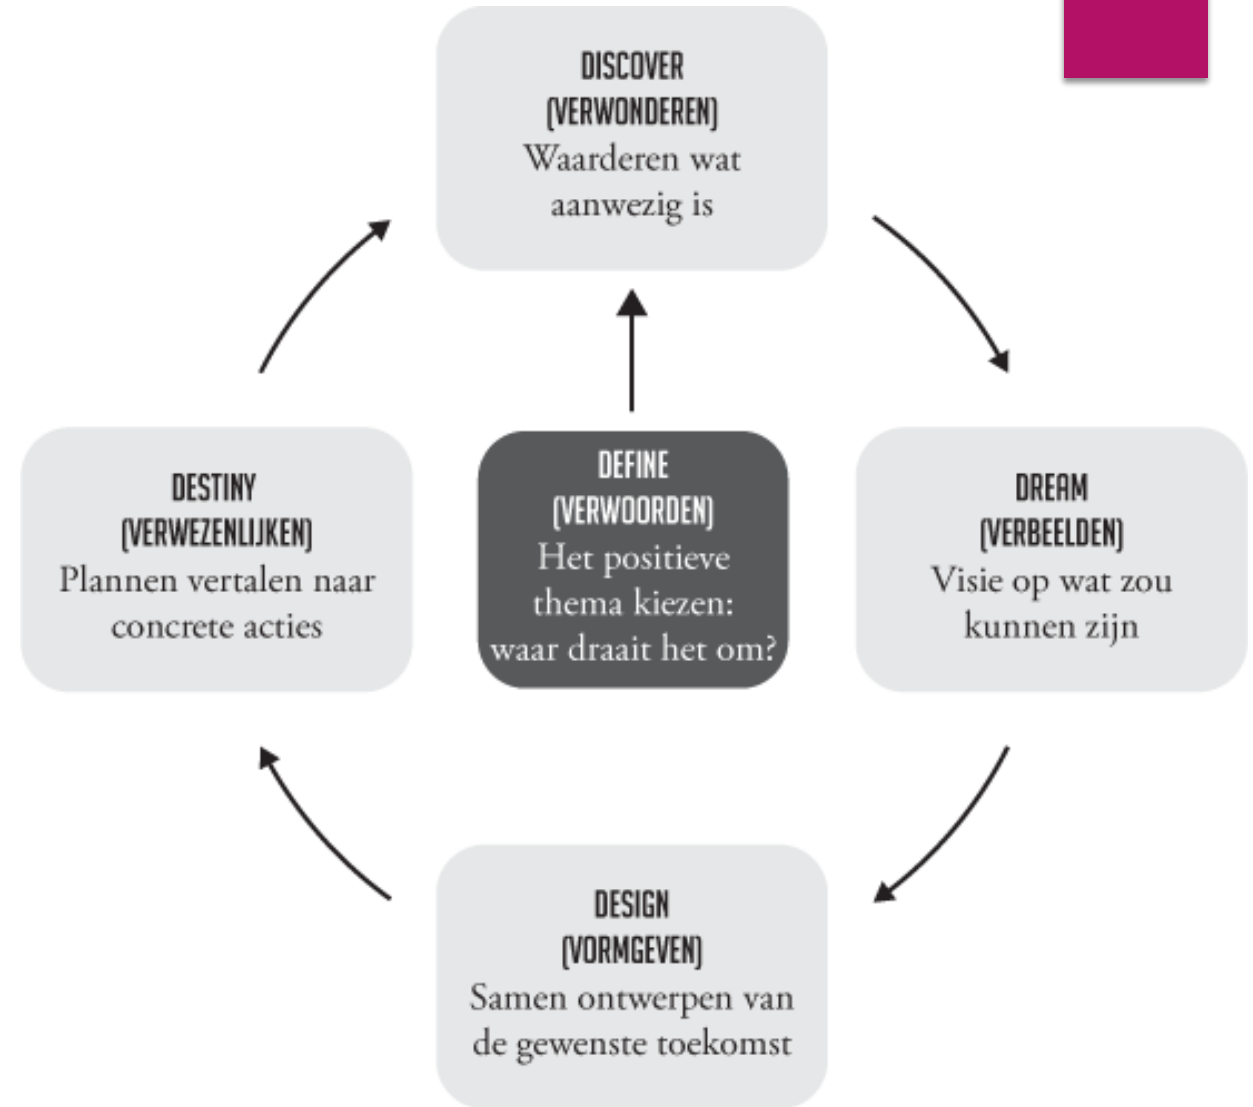 DISCOVER
(VERWONDEREN)
Waarderen wat
aanwezig is
DESTINY
(VERWEZENLIJKEN)
Plannen vertalen naar
concrete acties
DEFINE
(VERWOORDEN)
Het positieve
thema kiezen:
waar draait het om?
DREAM
(VERBEELDEN)
Visie op wat zou
kunnen zijn
DESIGN
(VORMGEVEN)
Samen ontwerpen van
de gewenste toekomst